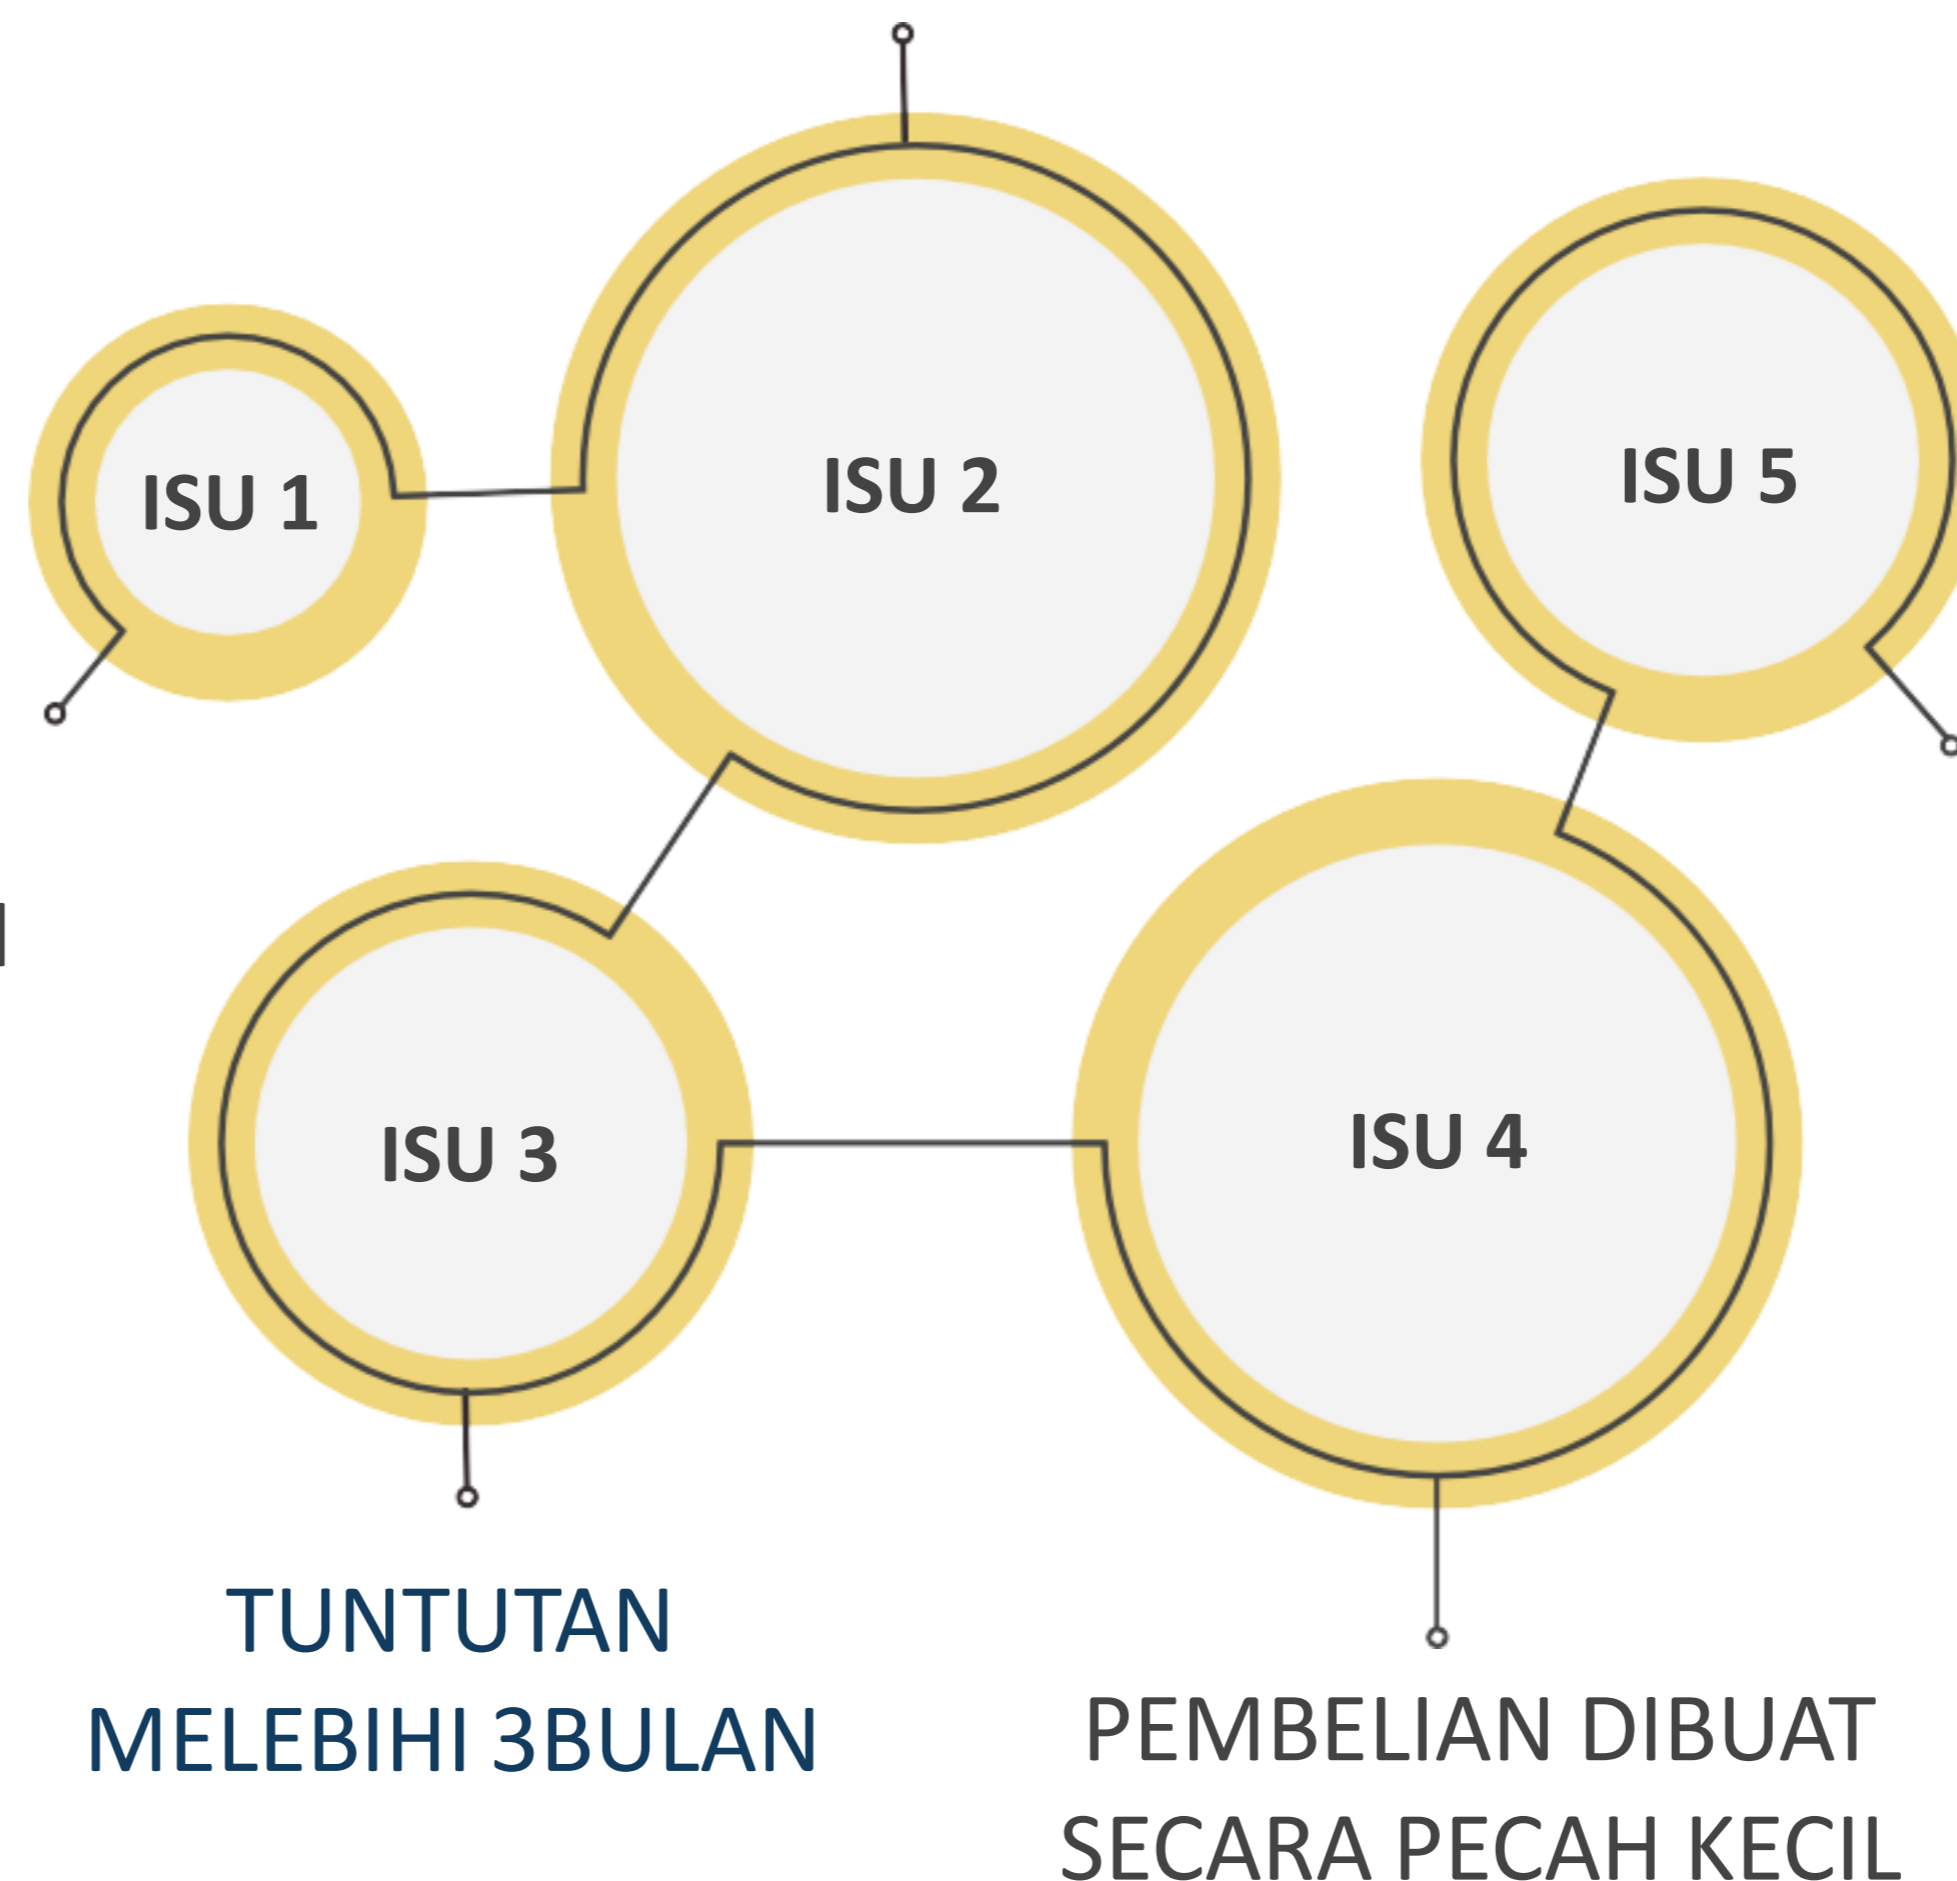 ISU 1
ISU 2
ISU 5
ISU 3
ISU 4
TUNTUTAN
MELEBIHI 3BULAN
PEMBELIAN DIBUAT
SECARA PECAH KECIL